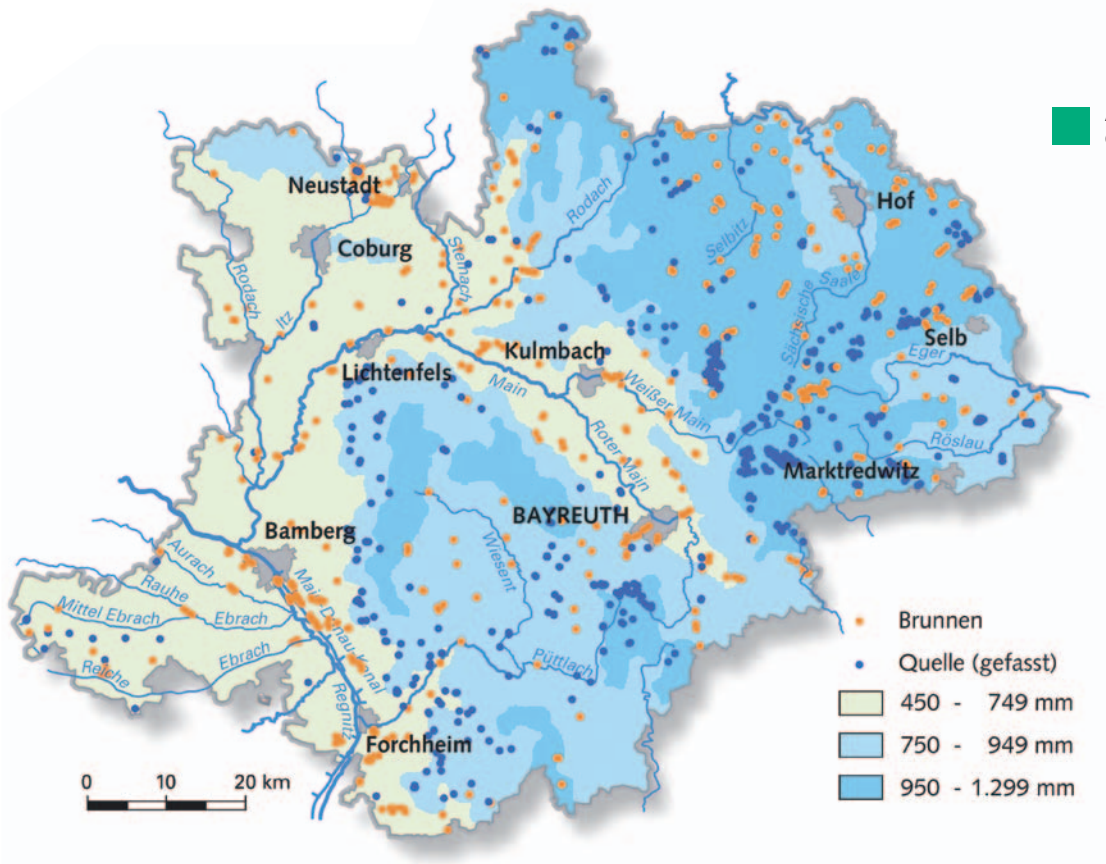 Neustadt
Coburg
Rodach
Itz
Steinach
Rodach
Selbitz
Hof
Sächsische
Saale
Selb
Eger
Kulmbach
Lichtenfels
Main
Weißer Main
Roter Main
Röslau
Marktredwitz
BAYREUTH
Wiesent
Bamberg
Aurach
Rauhe
Ebrach
Mittel Ebrach
Main-Donau-Kanal
Ebrach
Reiche
Püttlach
Regnitz
Forchheim
Brunnen
Quelle (gefasst)
450 - 749 mm
750 - 949 mm
950 - 1.299 mm
0 10 20 km